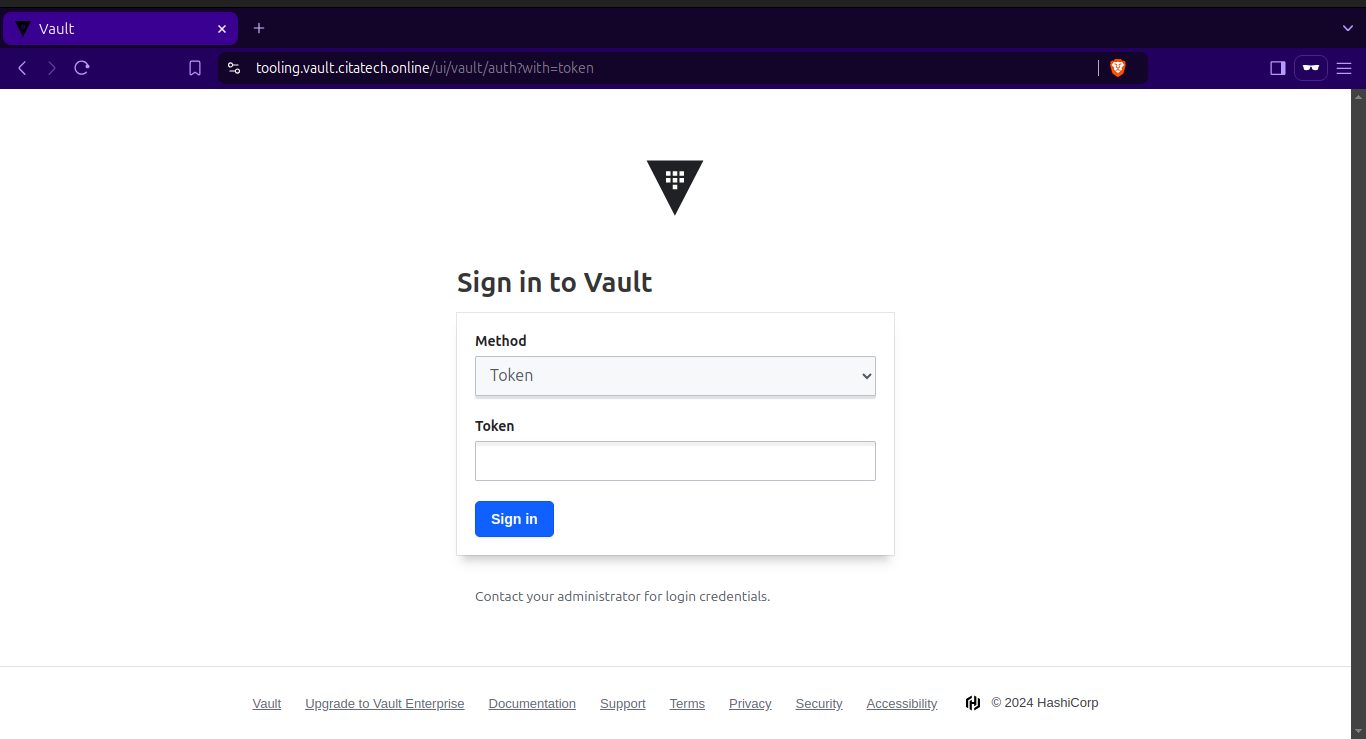 Vault
tooling.vault.citatech.online/ui/vault/auth?with=token
Sign in to Vault
Method
Token
Token
Sign in
Contact your administrator for login credentials.
Vault Upgrade to Vault Enterprise Documentation Support Terms Privacy Security Accessibility © 2024 HashiCorp